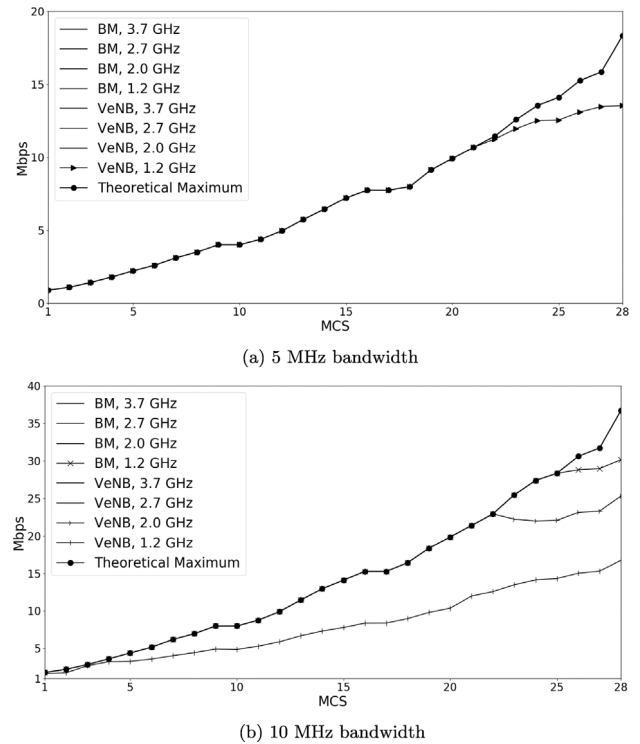 20
15
10
5
0
Mbps
BM, 3.7 GHz
BM, 2.7 GHz
BM, 2.0 GHz
BM, 1.2 GHz
VeNB, 3.7 GHz
VeNB, 2.7 GHz
VeNB, 2.0 GHz
VeNB, 1.2 GHz
Theoretical Maximum
1 5 10 15 20 25 28
MCS
(a) 5 MHz bandwidth
40
35
30
25
20
15
10
5
1
Mbps
BM, 3.7 GHz
BM, 2.7 GHz
BM, 2.0 GHz
BM, 1.2 GHz
VeNB, 3.7 GHz
VeNB, 2.7 GHz
VeNB, 2.0 GHz
VeNB, 1.2 GHz
Theoretical Maximum
1 5 10 15 20 25 28
MCS
(b) 10 MHz bandwidth